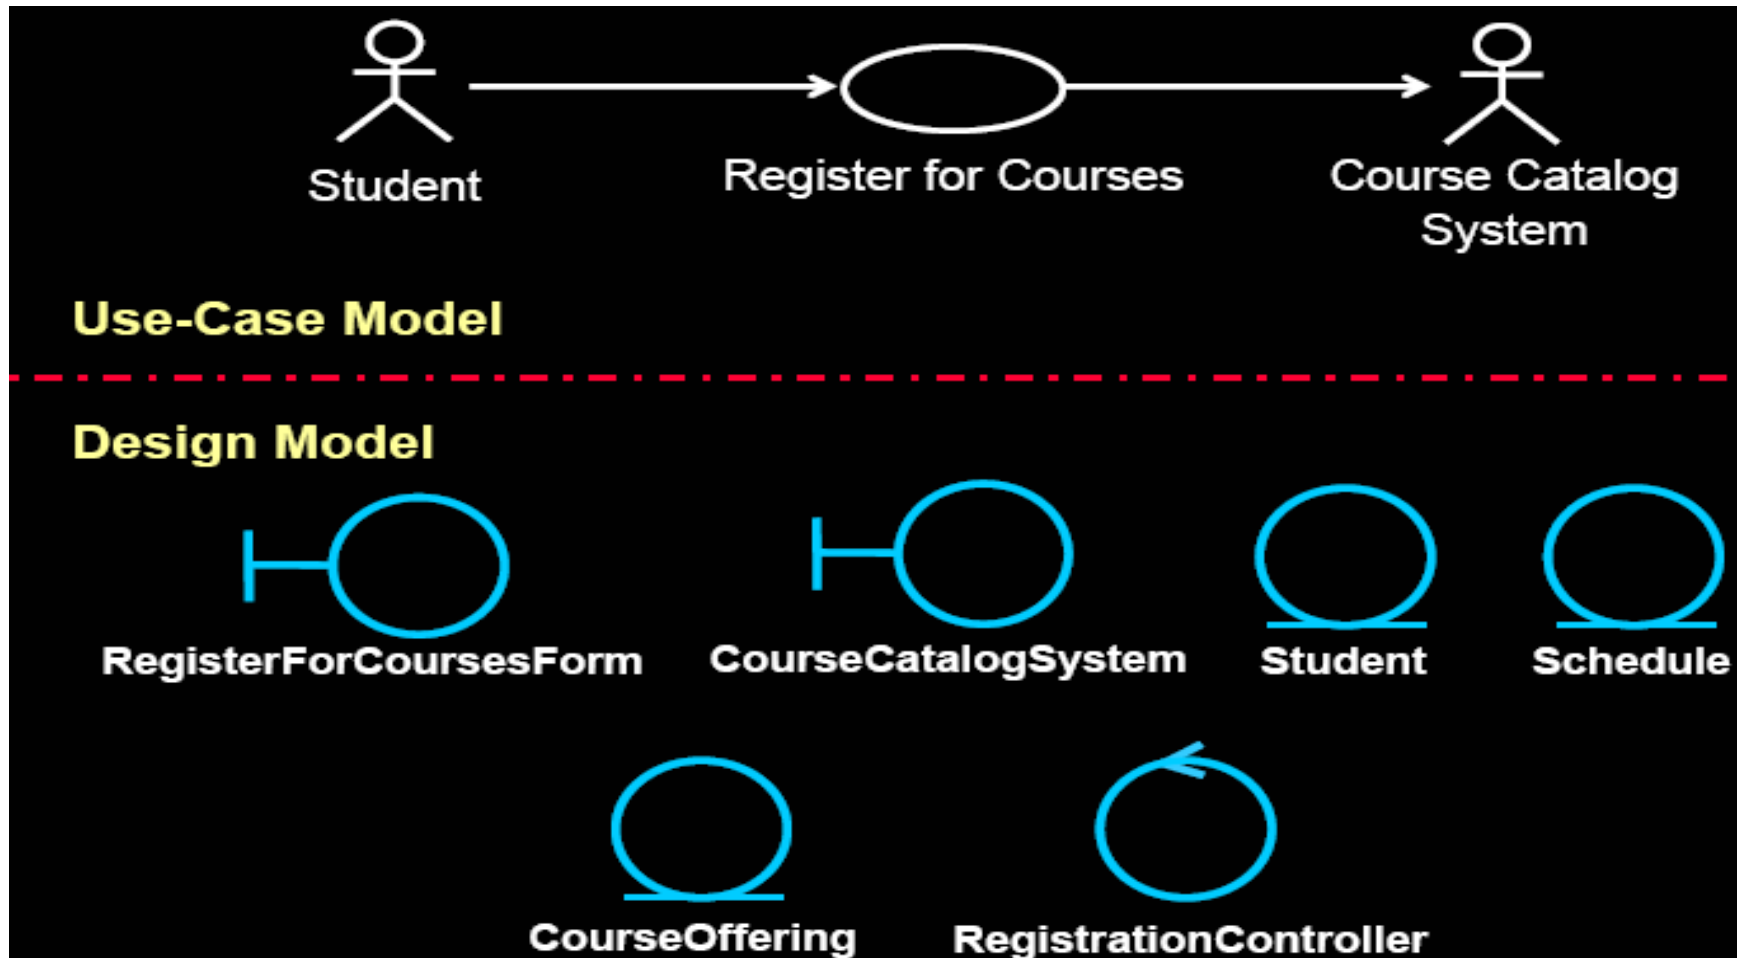 Student
Register for Courses
Course Catalog
System
Use-Case Model
Design Model
RegisterForCoursesForm
CourseCatalogSystem
Student
Schedule
CourseOffering
RegistrationController